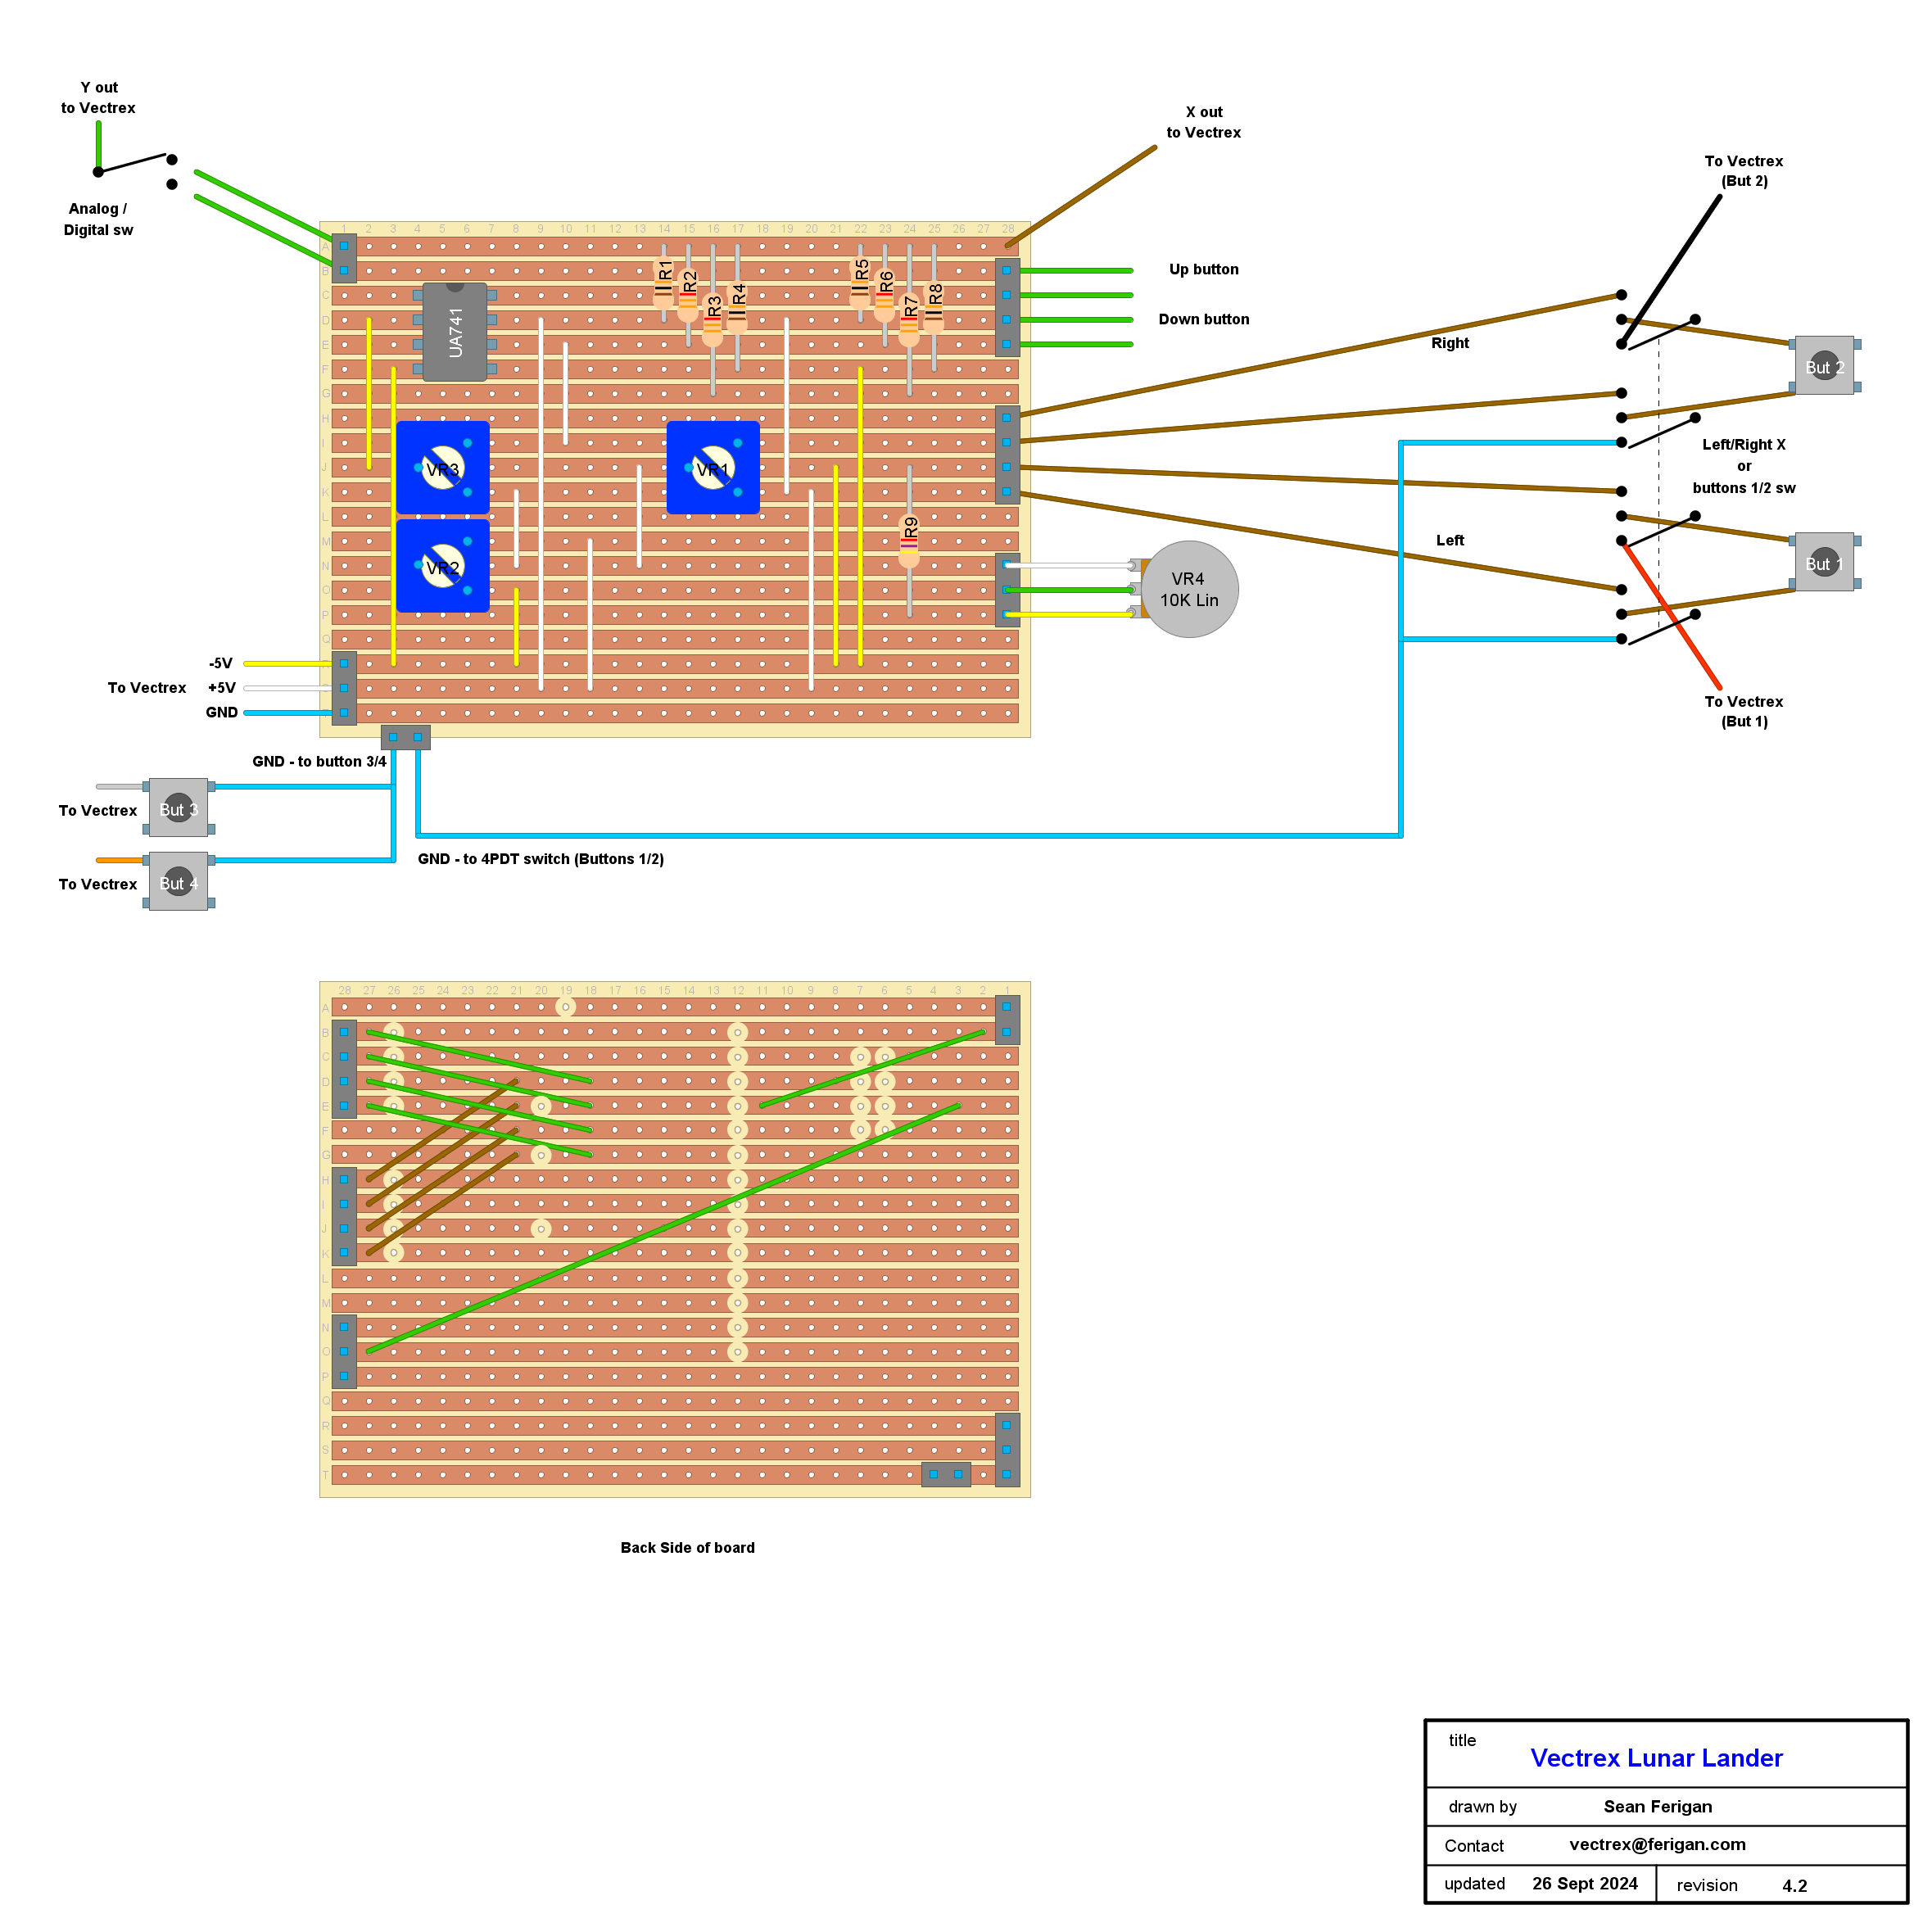 Y out
to Vectrex
Analog /
Digital sw
X out
to Vectrex
To Vectrex
(But 2)
1 2 3 4 5 6 7 8 9 10 11 12 13 14 15 16 17 18 19 20 21 22 23 24 25 26 27 28
A
B
C
D
E
F
G
H
I
J
K
L
M
N
O
P
Q
UA741
R1
R2
R3
R4
R5
R6
R7
R8
R9
VR3
VR1
VR2
Up button
Down button
Right
But 2
Left/Right X
or
buttons 1/2 sw
Left
But 1
VR4
10K Lin
To Vectrex
(But 1)
-5V
To Vectrex +5V
GND
GND - to button 3/4
But 3
To Vectrex
But 4
To Vectrex
GND - to 4PDT switch (Buttons 1/2)
28 27 26 25 24 23 22 21 20 19 18 17 16 15 14 13 12 11 10 9 8 7 6 5 4 3 2 1
A
B
C
D
E
F
G
H
I
J
K
L
M
N
O
P
Q
R
S
T
Back Side of board
title
Vectrex Lunar Lander
drawn by Sean Ferigan
Contact vectrex@ferigan.com
updated 26 Sept 2024 revision 4.2